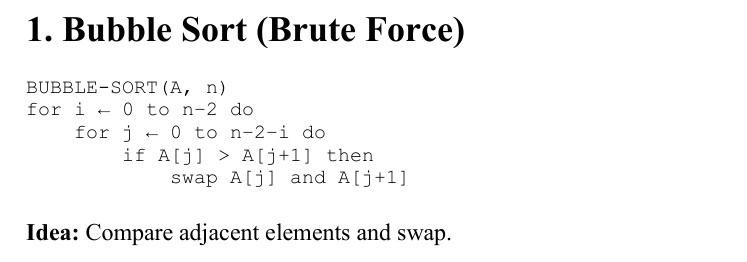 1. Bubble Sort (Brute Force)
BUBBLE-SORT(A, n)
for i ← 0 to n−2 do
    for j ← 0 to n−2−i do
        if A[j] > A[j+1] then
            swap A[j] and A[j+1]
Idea: Compare adjacent elements and swap.